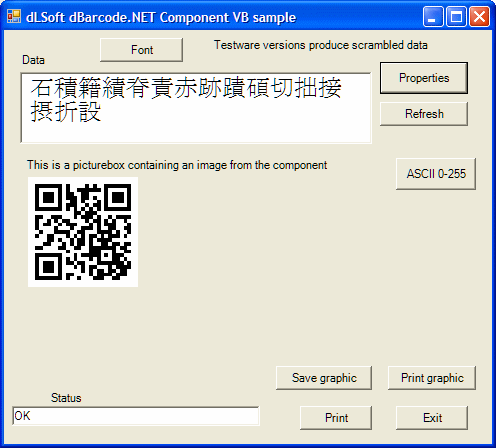 dLSoft dBarcode.NET Component VB sample
Font
Testware versions produce scrambled data
Data
石積籍績脊責赤跡蹟碩切拙接
摂折設
Properties
Refresh
This is a picturebox containing an image from the component
ASCII 0-255
Save graphic
Print graphic
Status
OK
Print
Exit